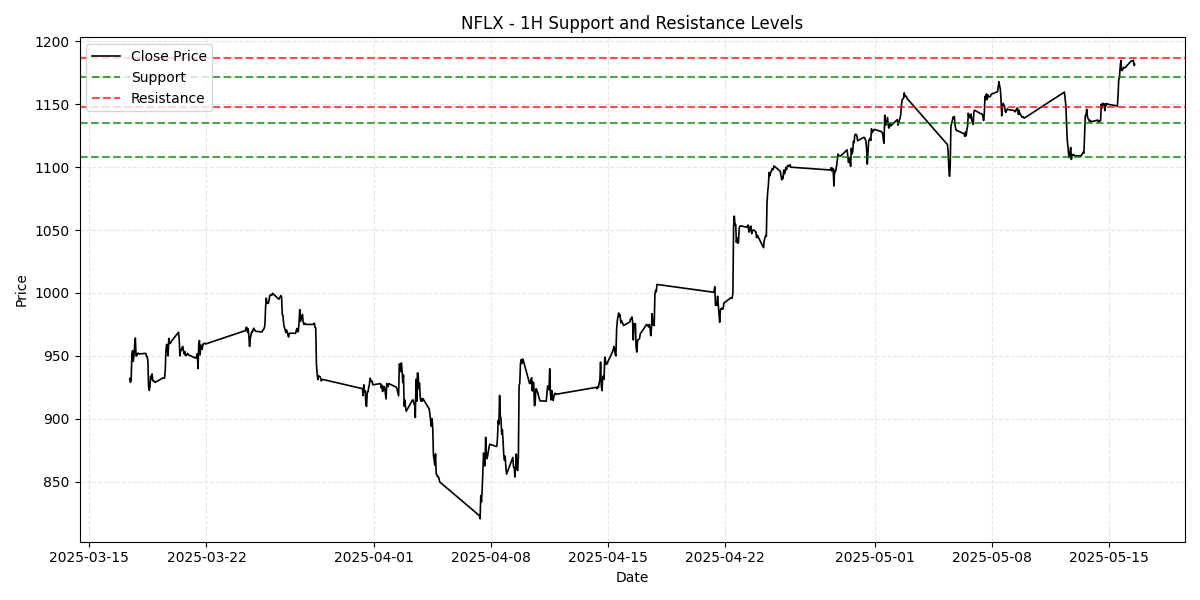 NFLX - 1H Support and Resistance Levels
Close Price
Support
Resistance
Price
1200
1150
1100
1050
1000
950
900
850
2025-03-15 2025-03-22 2025-04-01 2025-04-08 2025-04-15 2025-04-22 2025-05-01 2025-05-08 2025-05-15
Date